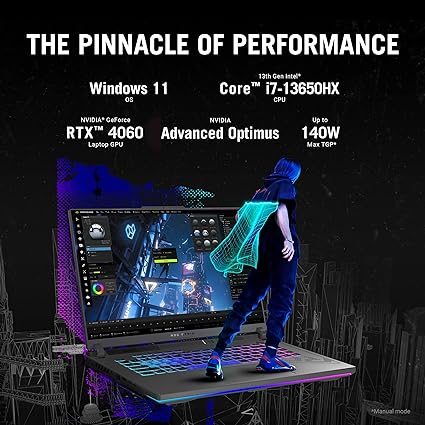 THE PINNACLE OF PERFORMANCE
Windows 11
OS
13th Gen Intel®
Core™ i7-13650HX
CPU
NVIDIA® GeForce
RTX™ 4060
Laptop GPU
NVIDIA
Advanced Optimus
Up to
140W
Max TGP*
*Manual mode